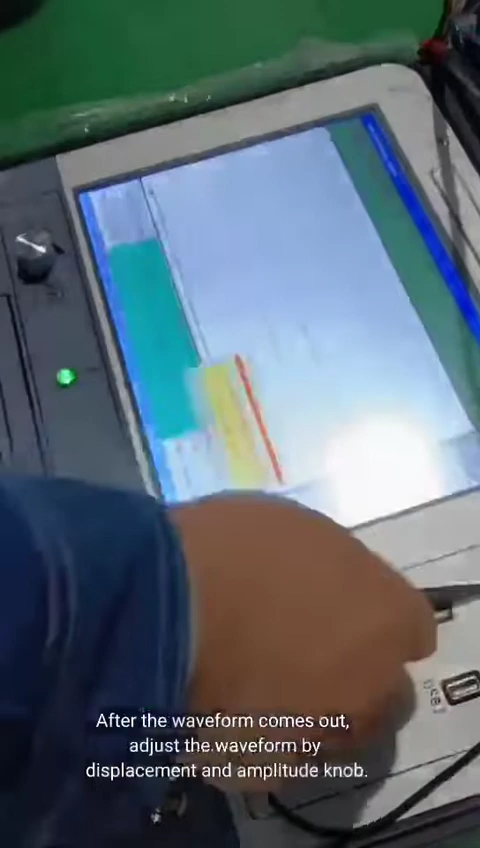 After the waveform comes out,
adjust the waveform by
displacement and amplitude knob.